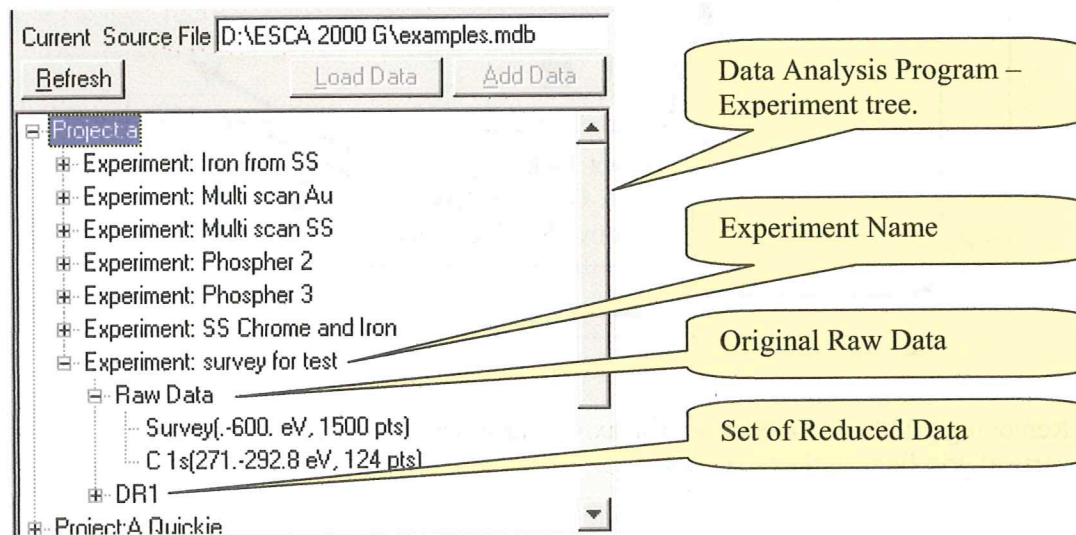 Current Source File D:\ESCA 2000 G\examples.mdb
Refresh Load Data Add Data
Project:a
Experiment: Iron from SS
Experiment: Multi scan Au
Experiment: Multi scan SS
Experiment: Phospher 2
Experiment: Phospher 3
Experiment: SS Chrome and Iron
Experiment: survey for test
Raw Data
Survey(.-600. eV, 1500 pts)
C 1s(271.-292.8 eV, 124 pts)
DR1
Project:A Quickie
Data Analysis Program –
Experiment tree.
Experiment Name
Original Raw Data
Set of Reduced Data